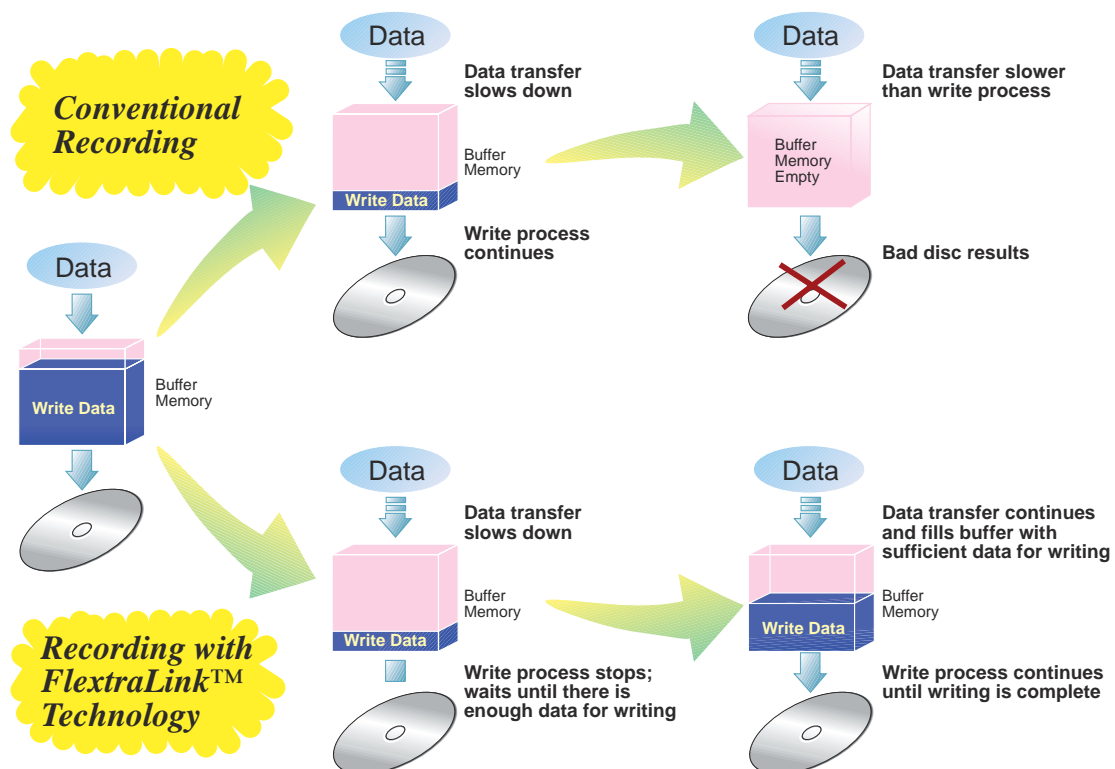 Conventional
Recording
Data
Data transfer
slows down
Buffer
Memory
Write Data
Write process
continues
Data
Data transfer slower
than write process
Buffer
Memory
Empty
Bad disc results
Data
Write Data
Buffer
Memory
Recording with
FlextraLink™
Technology
Data
Data transfer
slows down
Buffer
Memory
Write Data
Write process stops;
waits until there is
enough data for writing
Data
Data transfer continues
and fills buffer with
sufficient data for writing
Buffer
Memory
Write Data
Write process continues
until writing is complete